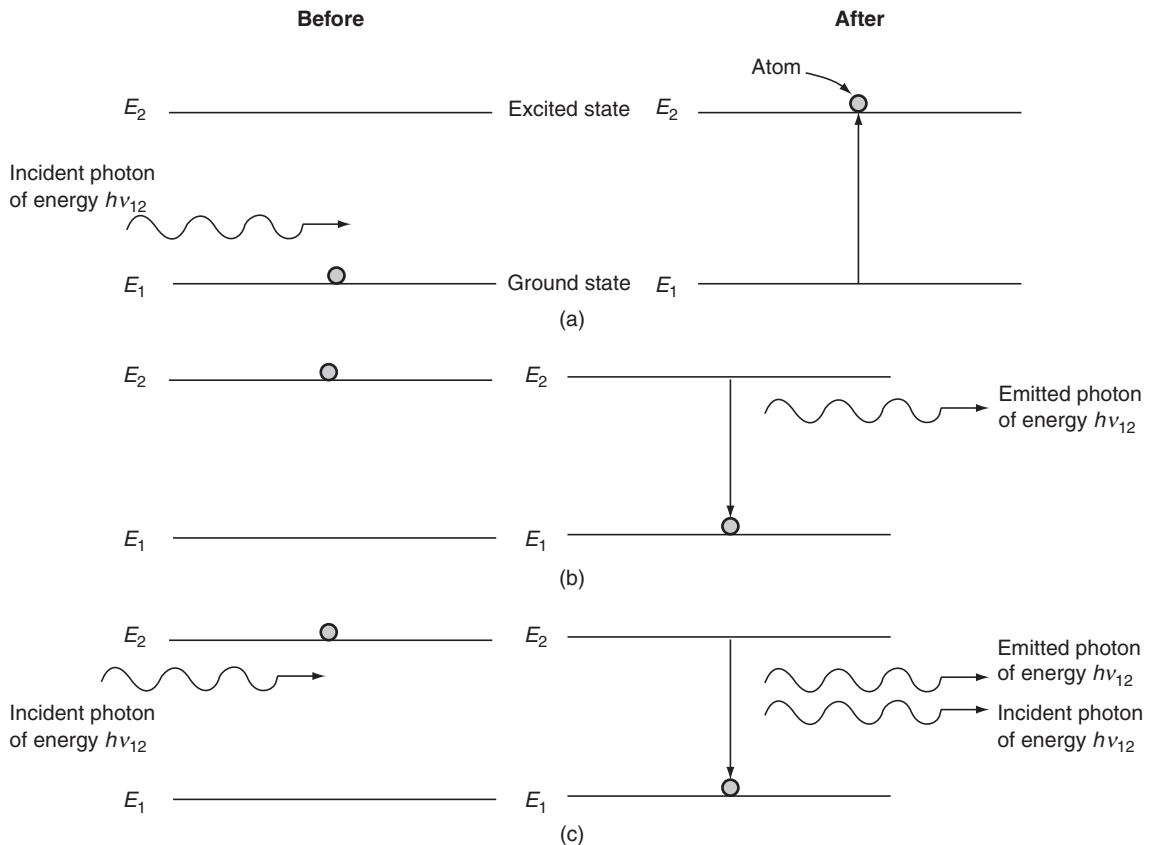 Before
After
Atom
E2
Excited state
E2
Incident photon
of energy hν12
E1
Ground state
E1
(a)
E2
E2
Emitted photon
of energy hν12
E1
E1
(b)
E2
E2
Emitted photon
of energy hν12
Incident photon
of energy hν12
Incident photon
of energy hν12
E1
E1
(c)